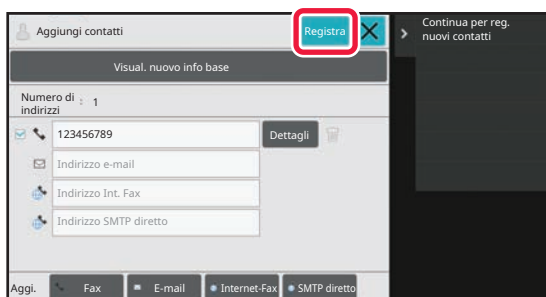 Aggiungi contatti
Registra
Continua per reg.
nuovi contatti
Visual. nuovo info base
Numero di : 1
indirizzi
123456789
Dettagli
Indirizzo e-mail
Indirizzo Int. Fax
Indirizzo SMTP diretto
Aggi. Fax E-mail Internet-Fax SMTP diretto